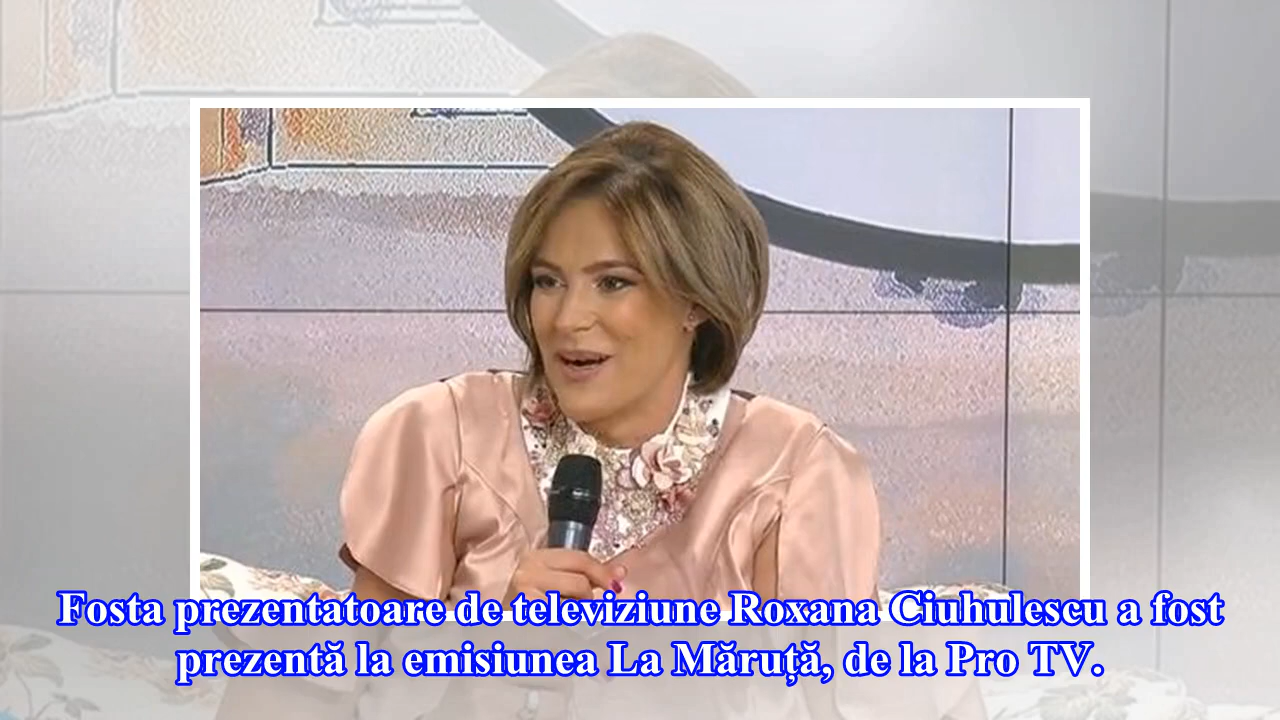 Fosta prezentatoare de televiziune Roxana Ciuhulescu a fost
prezentă la emisiunea La Măruță, de la Pro TV.